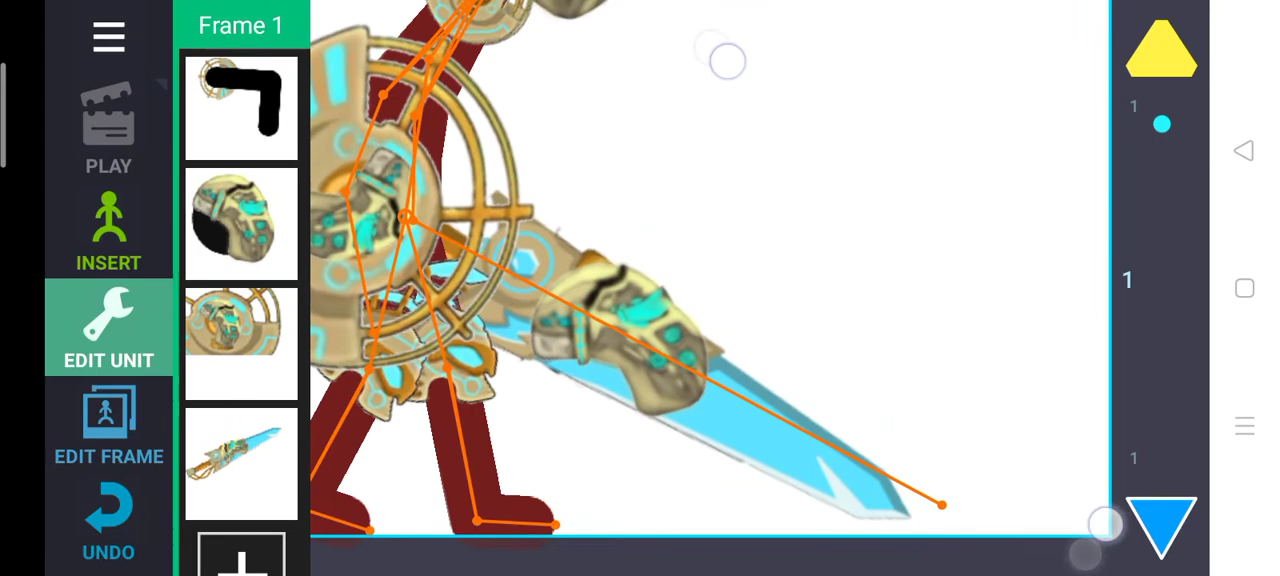 Frame 1
PLAY
INSERT
EDIT UNIT
EDIT FRAME
UNDO
1
1
1